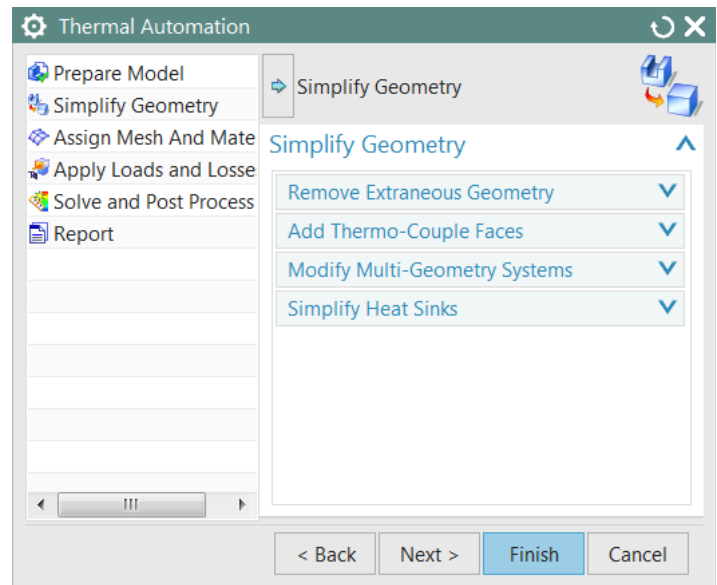 Thermal Automation
Prepare Model
Simplify Geometry
Assign Mesh And Mate
Apply Loads and Losse
Solve and Post Process
Report
Simplify Geometry
Simplify Geometry
Remove Extraneous Geometry
Add Thermo-Couple Faces
Modify Multi-Geometry Systems
Simplify Heat Sinks
< Back
Next >
Finish
Cancel